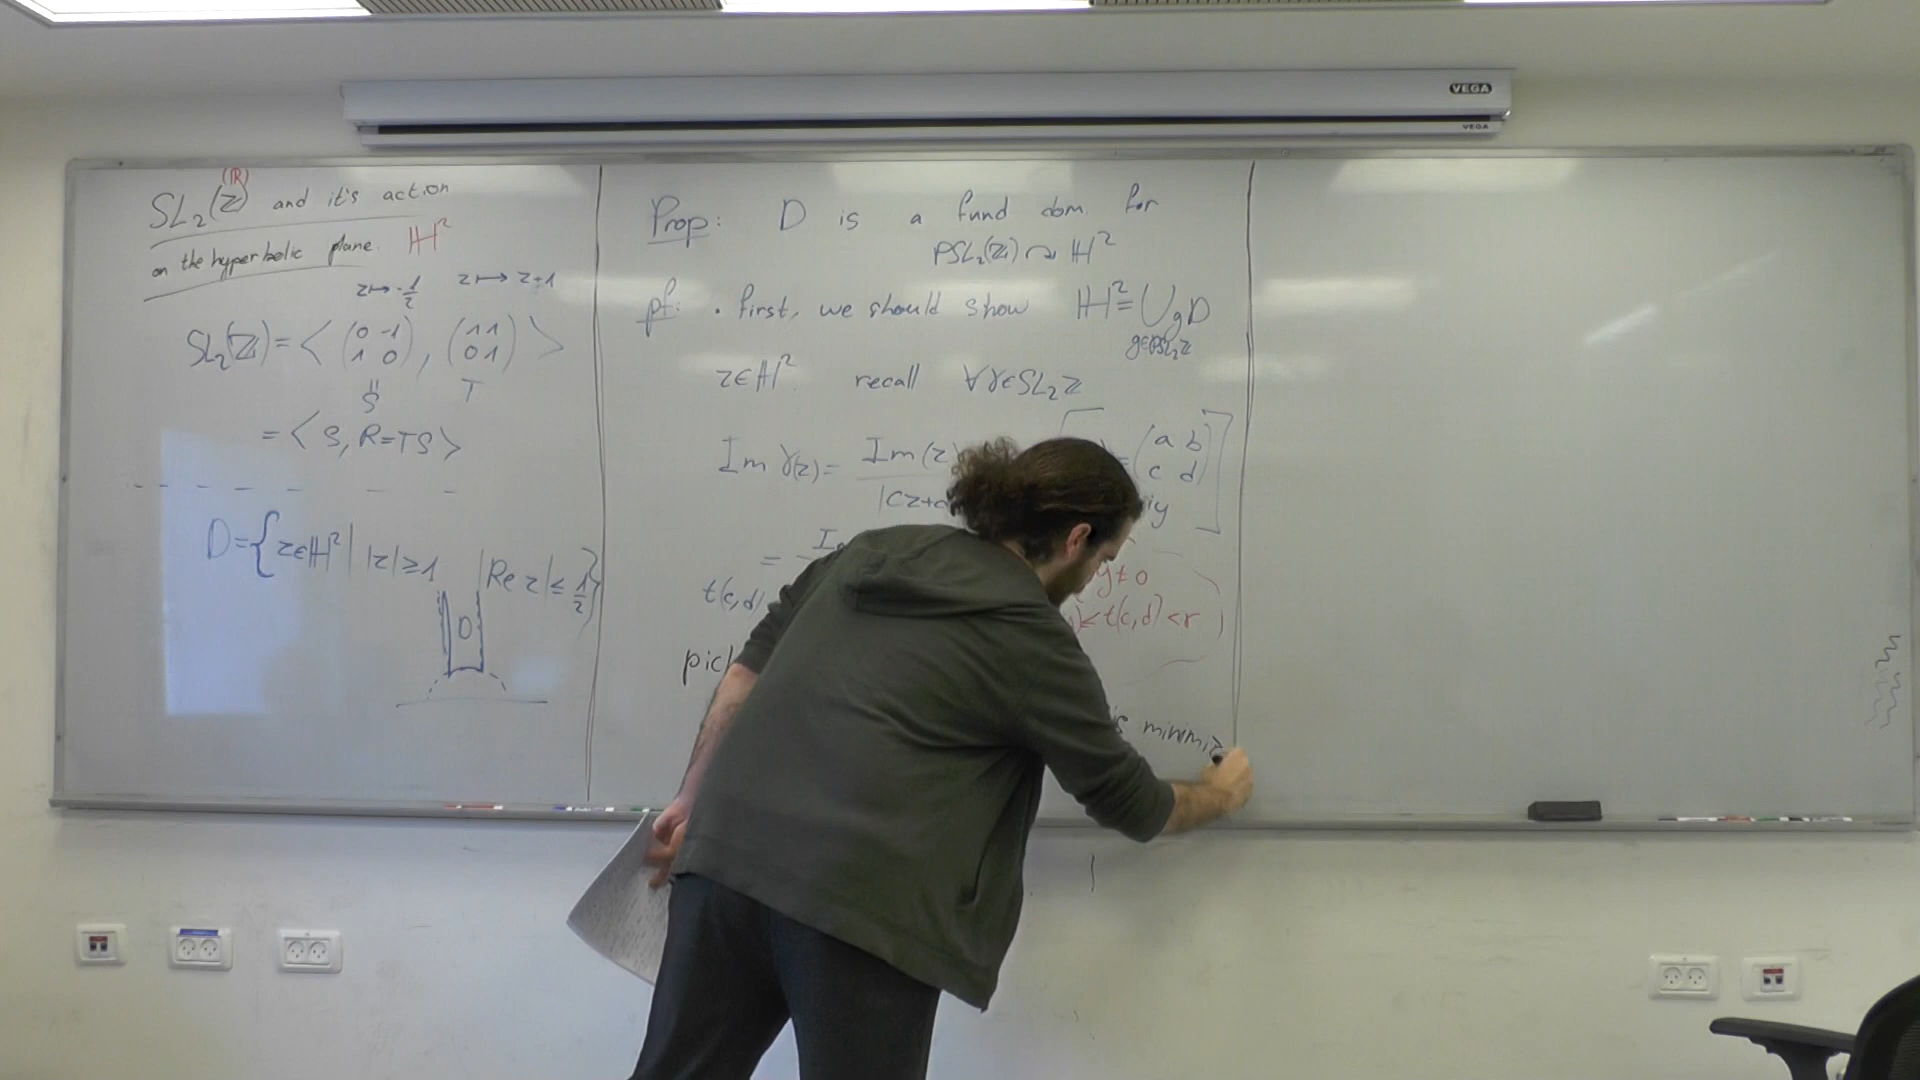 VEGA
VEGA
SL₂(ℤ) (ℝ) and it's action
on the hyperbolic plane. ℍ²
z ↦ -1/z z ↦ z+1
SL₂(ℤ) = < (0 -1; 1 0), (1 1; 0 1) >
S T
= < S, R=TS >
D = { z∈ℍ² | |z| ≥ 1 |Re z| ≤ 1/2 }
D
Prop: D is a fund dom. for
PSL₂(ℤ) ↷ ℍ²
pf: • first, we should show ℍ² = ⋃ gD
g∈PSL₂ℤ
z∈ℍ². recall ∀γ∈SL₂ℤ
Im γ(z) = Im(z) = (a b; c d)
|cz+ iy
=
t(c,d) y≠0
<t(c,d)<r
is minimiz